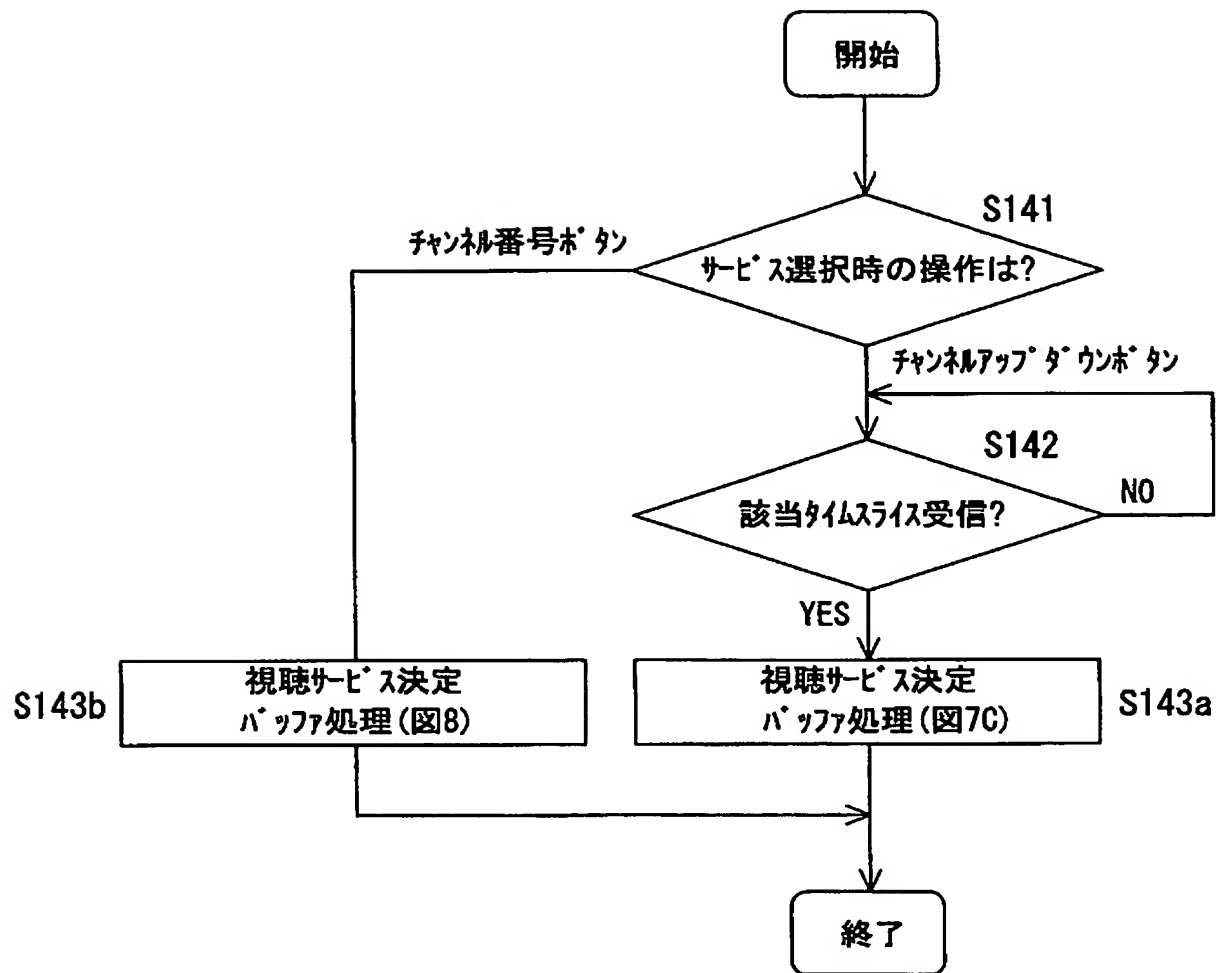 開始
S141
チャンネル番号ボタン
サービス選択時の操作は?
チャンネルアップダウンボタン
S142
該当タイムスライス受信?
NO
YES
S143b
視聴サービス決定
バッファ処理(図8)
視聴サービス決定
バッファ処理(図7C)
S143a
終了